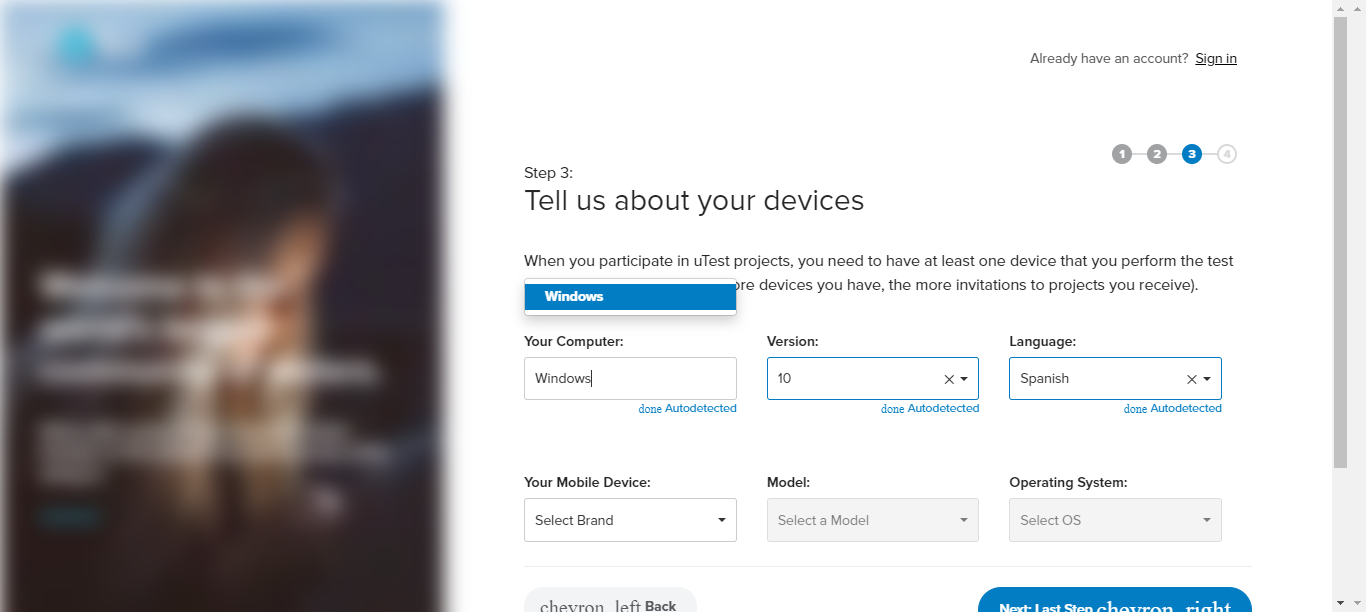 Already have an account? Sign in
1 2 3 4
Step 3:
Tell us about your devices
When you participate in uTest projects, you need to have at least one device that you perform the test
ore devices you have, the more invitations to projects you receive).
Windows
Your Computer: Version: Language:
Windows 10 Spanish
done Autodetected done Autodetected done Autodetected
Your Mobile Device: Model: Operating System:
Select Brand Select a Model Select OS
chevron_left Back Next: Last Step chevron_right